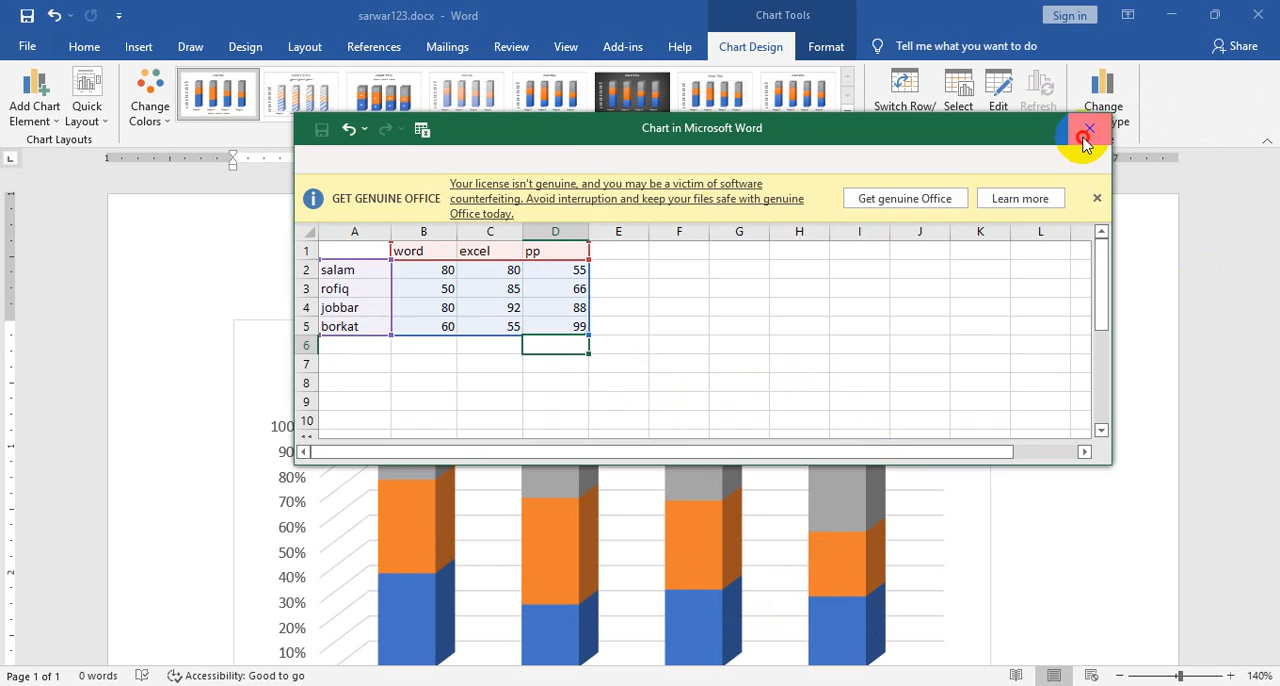 sarwar123.docx - Word
Chart Tools
Sign in
File Home Insert Draw Design Layout References Mailings Review View Add-ins Help Chart Design Format Tell me what you want to do Share
Add Chart Element
Quick Layout
Change Colors
Switch Row/
Select
Edit
Refresh
Change
Chart Layouts
Chart in Microsoft Word
GET GENUINE OFFICE
Your license isn't genuine, and you may be a victim of software
counterfeiting. Avoid interruption and keep your files safe with genuine
Office today.
Get genuine Office
Learn more
A B C D E F G H I J K L
1 word excel pp
2 salam 80 80 55
3 rofiq 50 85 66
4 jobbar 80 92 88
5 borkat 60 55 99
6
7
8
9
10
80%
70%
60%
50%
40%
30%
20%
10%
Page 1 of 1 0 words Accessibility: Good to go 140%